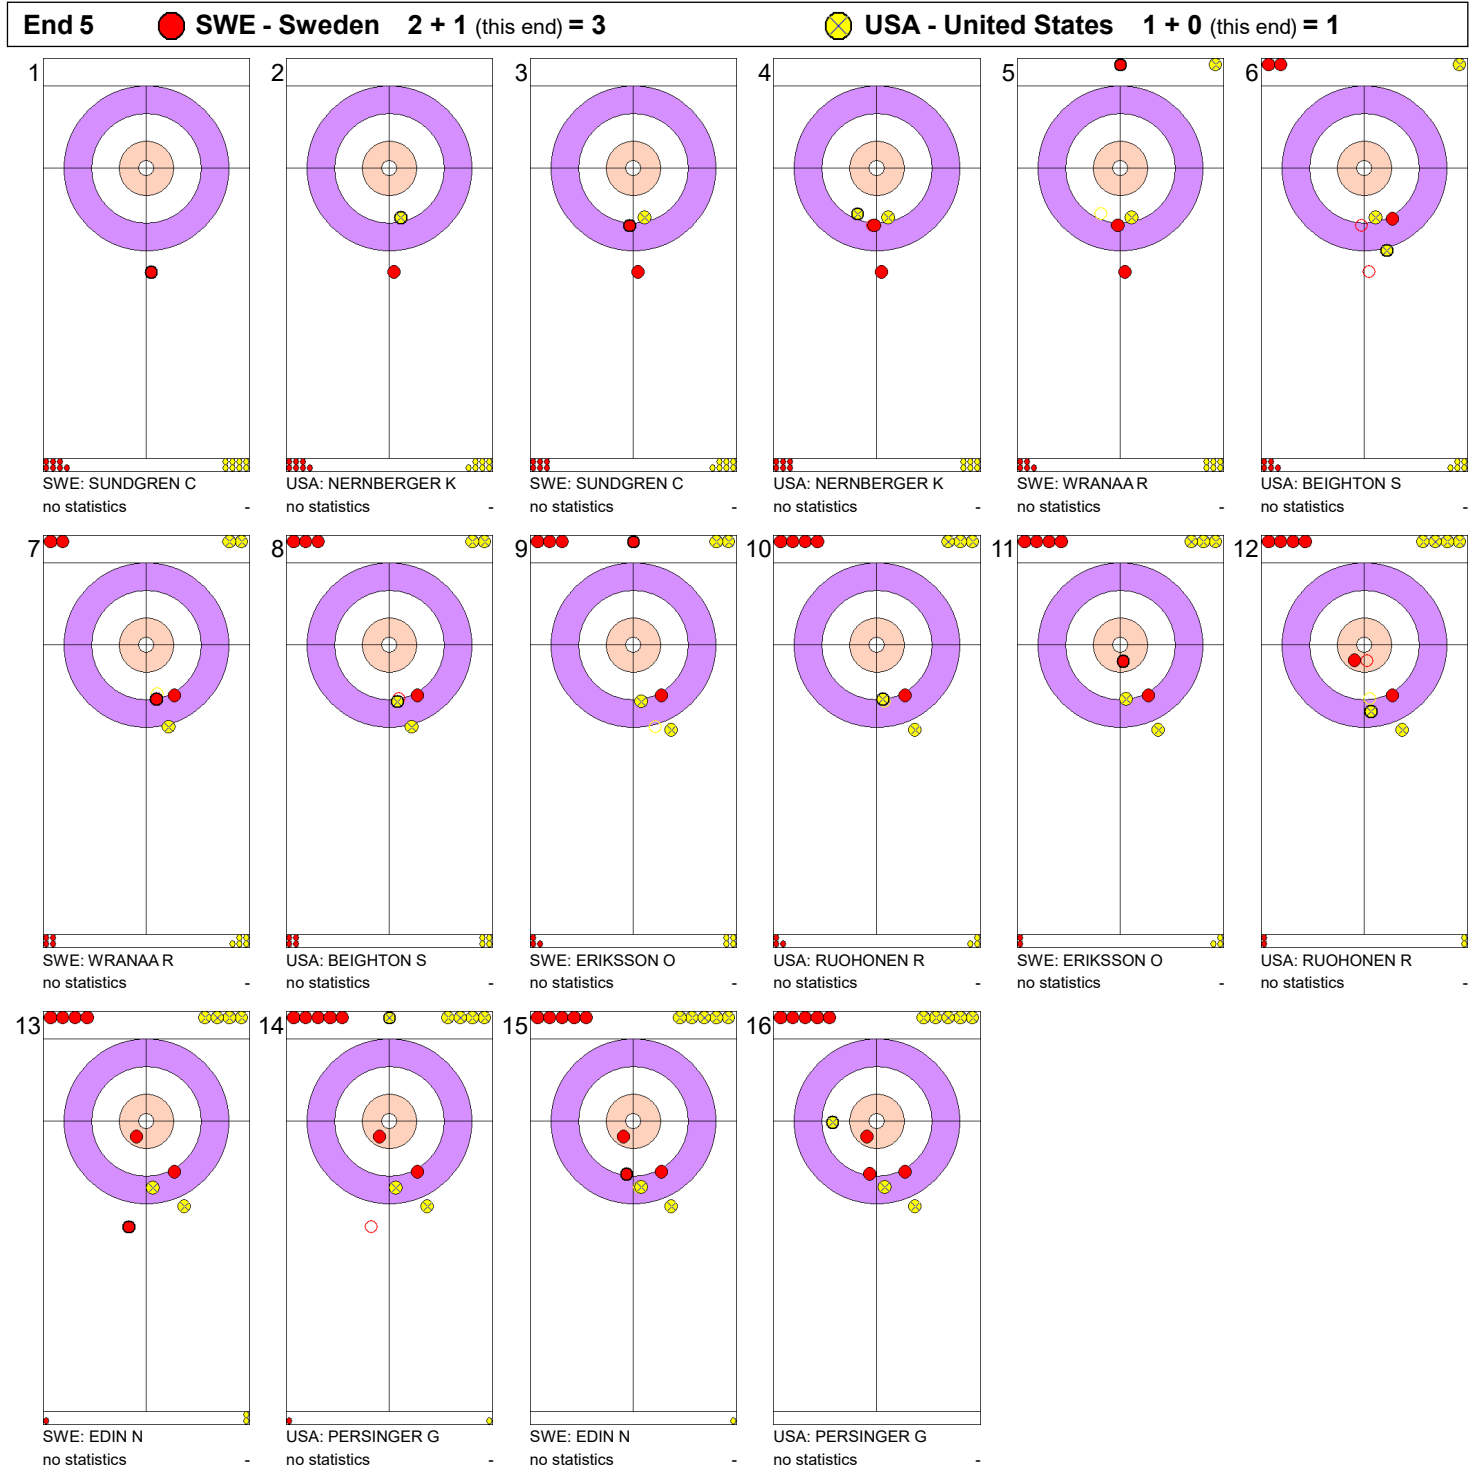 End 5 SWE - Sweden 2 + 1 (this end) = 3 USA - United States 1 + 0 (this end) = 1
1 2 3 4 5 6
SWE: SUNDGREN C USA: NERNBERGER K SWE: SUNDGREN C USA: NERNBERGER K SWE: WRANAA R USA: BEIGHTON S
no statistics - no statistics - no statistics - no statistics - no statistics - no statistics -
7 8 9 10 11 12
SWE: WRANAA R USA: BEIGHTON S SWE: ERIKSSON O USA: RUOHONEN R SWE: ERIKSSON O USA: RUOHONEN R
no statistics - no statistics - no statistics - no statistics - no statistics - no statistics -
13 14 15 16
SWE: EDIN N USA: PERSINGER G SWE: EDIN N USA: PERSINGER G
no statistics - no statistics - no statistics - no statistics -